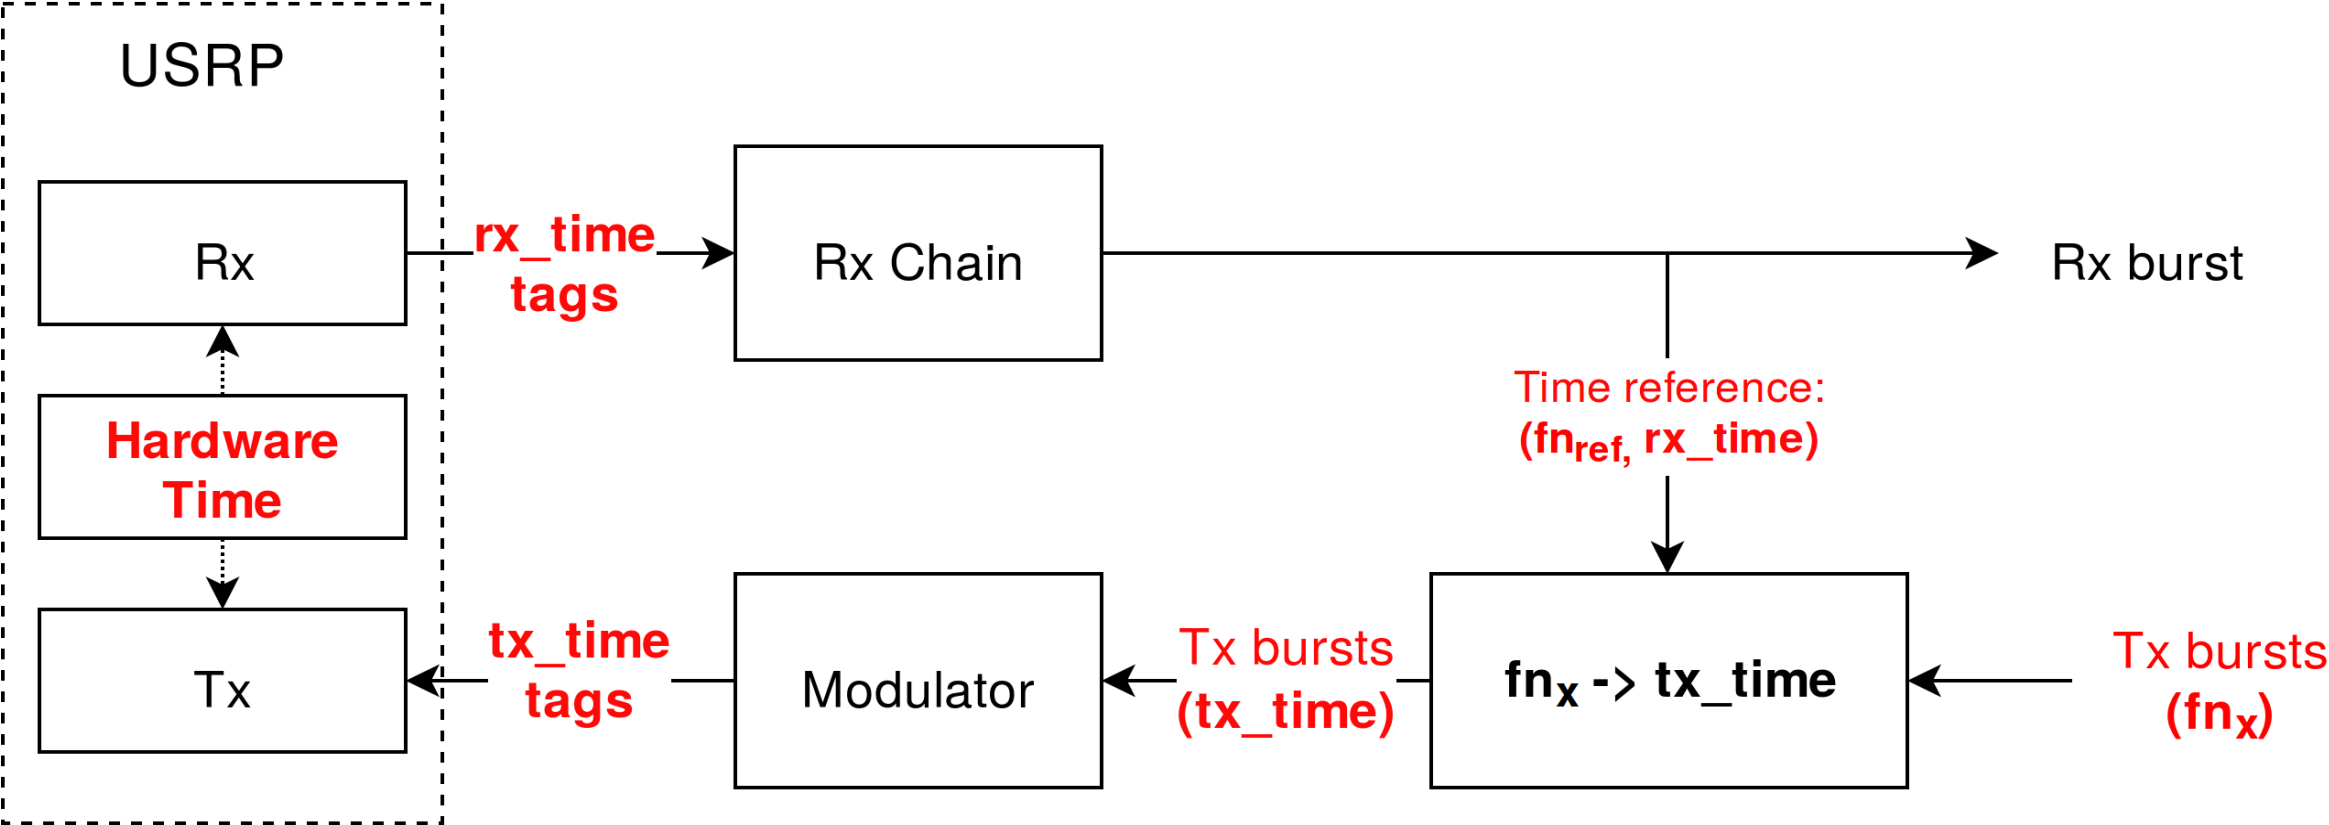 USRP
Rx
rx_time
tags
Rx Chain
Rx burst
Time reference:
(fnref, rx_time)
Hardware
Time
Tx
tx_time
tags
Modulator
Tx bursts
(tx_time)
fnx -> tx_time
Tx bursts
(fnx)